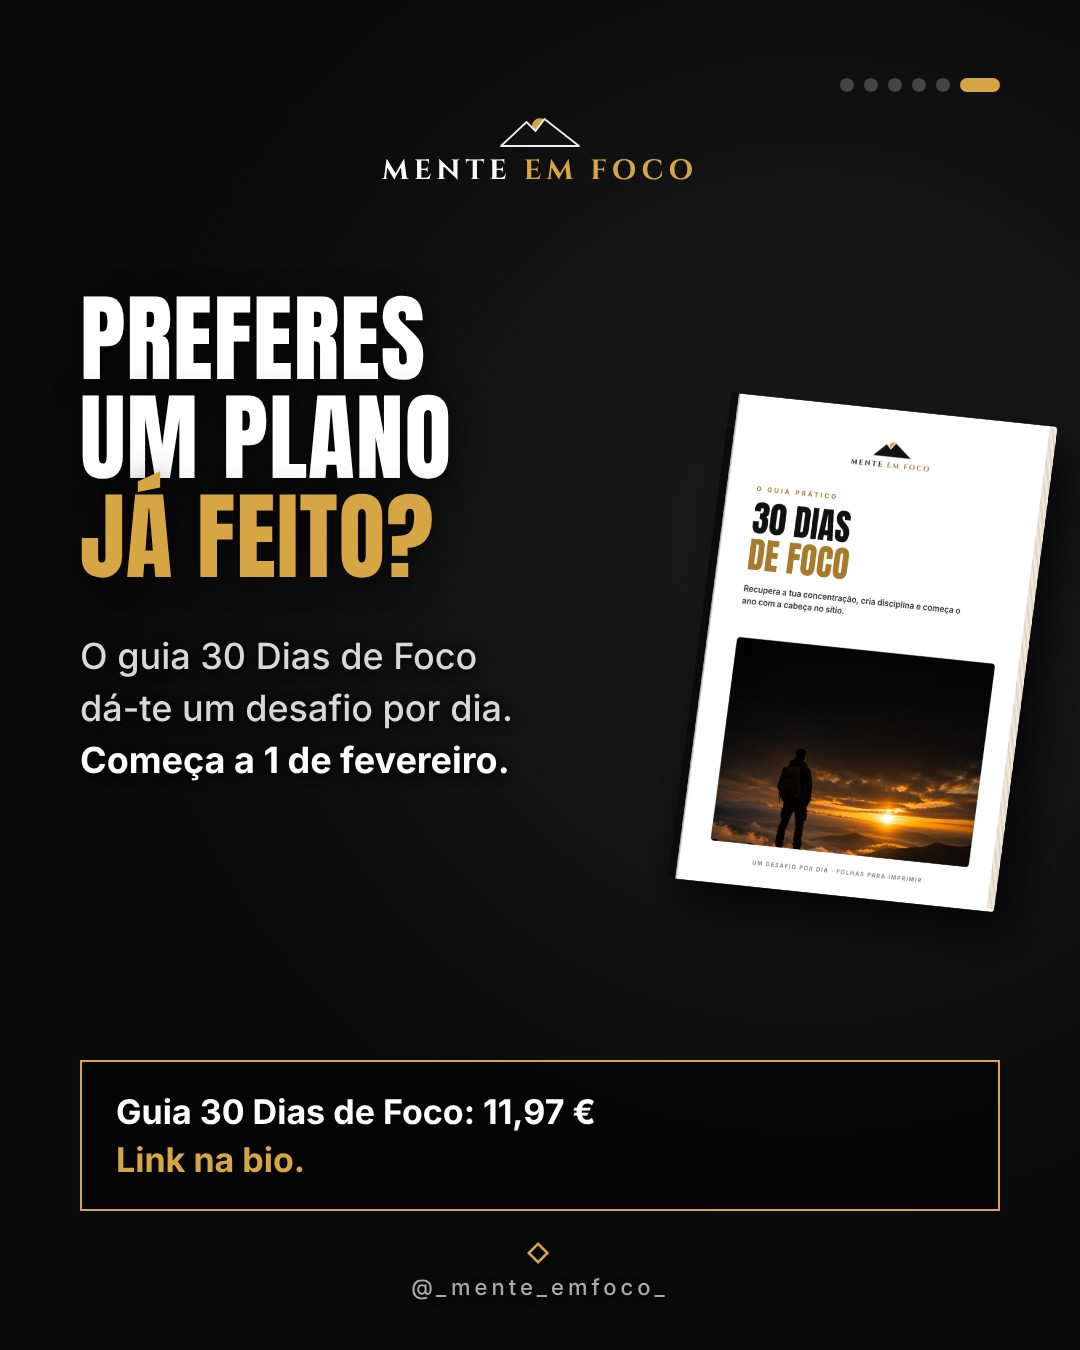 MENTE EM FOCO
PREFERES
UM PLANO
JÁ FEITO?
O guia 30 Dias de Foco
dá-te um desafio por dia.
Começa a 1 de fevereiro.
MENTE EM FOCO
O GUIA PRÁTICO
30 DIAS
DE FOCO
Recupera a tua concentração, cria disciplina e começa o
ano com a cabeça no sítio.
UM DESAFIO POR DIA · FOLHAS PARA IMPRIMIR
Guia 30 Dias de Foco: 11,97 €
Link na bio.
@_mente_emfoco_